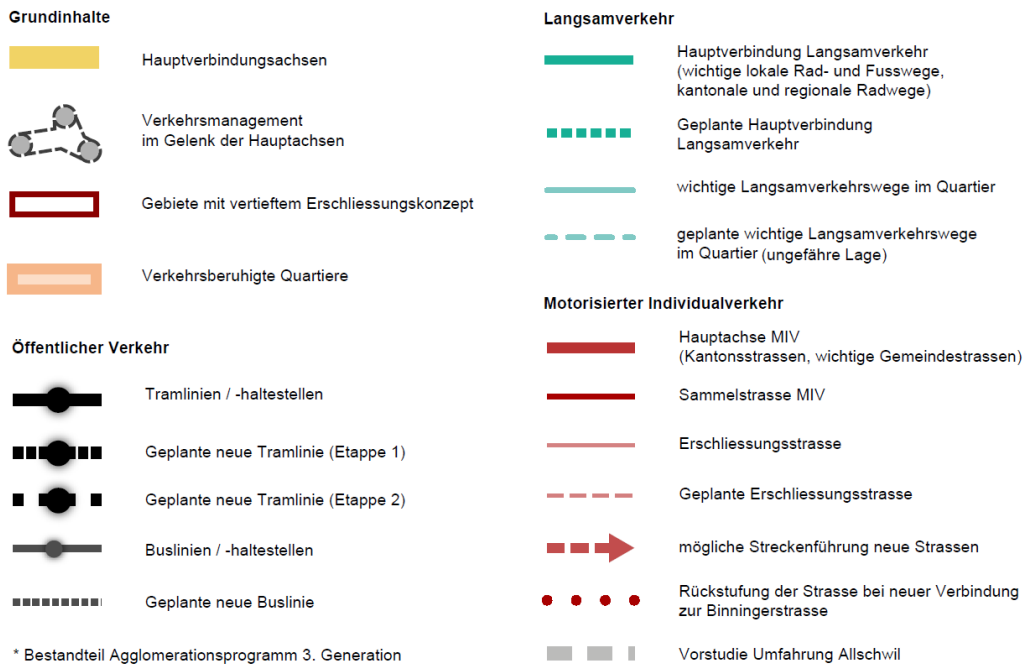 Grundinhalte
Hauptverbindungsachsen
Verkehrsmanagement
im Gelenk der Hauptachsen
Gebiete mit vertieftem Erschliessungskonzept
Verkehrsberuhigte Quartiere
Öffentlicher Verkehr
Tramlinien / -haltestellen
Geplante neue Tramlinie (Etappe 1)
Geplante neue Tramlinie (Etappe 2)
Buslinien / -haltestellen
Geplante neue Buslinie
* Bestandteil Agglomerationsprogramm 3. Generation
Langsamverkehr
Hauptverbindung Langsamverkehr
(wichtige lokale Rad- und Fusswege,
kantonale und regionale Radwege)
Geplante Hauptverbindung
Langsamverkehr
wichtige Langsamverkehrswege im Quartier
geplante wichtige Langsamverkehrswege
im Quartier (ungefähre Lage)
Motorisierter Individualverkehr
Hauptachse MIV
(Kantonsstrassen, wichtige Gemeindestrassen)
Sammelstrasse MIV
Erschliessungsstrasse
Geplante Erschliessungsstrasse
mögliche Streckenführung neue Strassen
Rückstufung der Strasse bei neuer Verbindung
zur Binningerstrasse
Vorstudie Umfahrung Allschwil